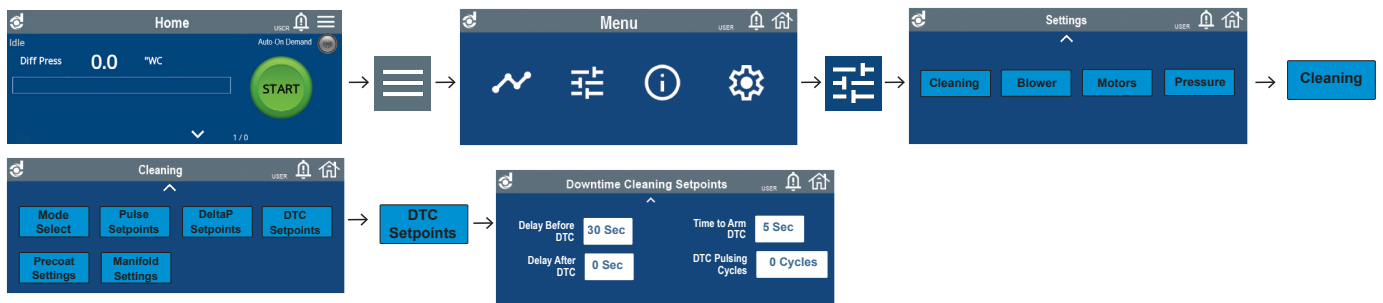 Home
USER
Idle
Auto On Demand
Diff Press 0.0 "WC
START
1 / 0
Menu
USER
Settings
USER
Cleaning Blower Motors Pressure
Cleaning
Cleaning
USER
Mode
Select
Pulse
Setpoints
DeltaP
Setpoints
DTC
Setpoints
Precoat
Settings
Manifold
Settings
DTC
Setpoints
Downtime Cleaning Setpoints
USER
Delay Before
DTC
30 Sec
Time to Arm
DTC
5 Sec
Delay After
DTC
0 Sec
DTC Pulsing
Cycles
0 Cycles